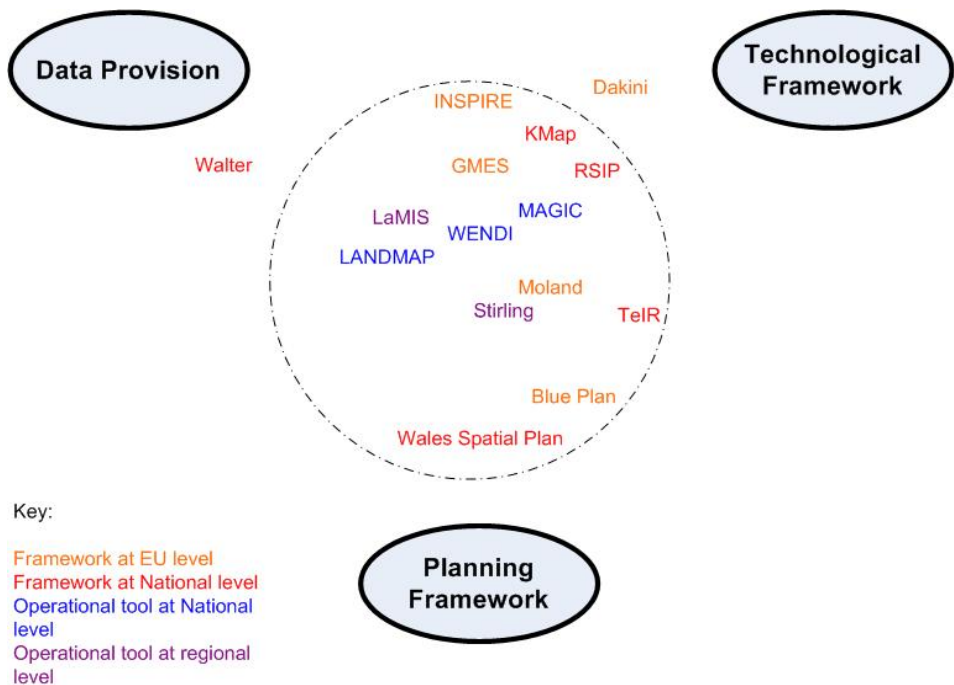 Data Provision
Technological
Framework
Dakini
INSPIRE
KMap
Walter
GMES
RSIP
LaMIS
MAGIC
WENDI
LANDMAP
Moland
Stirling
TeIR
Blue Plan
Wales Spatial Plan
Planning
Framework
Key:
Framework at EU level
Framework at National level
Operational tool at National
level
Operational tool at regional
level